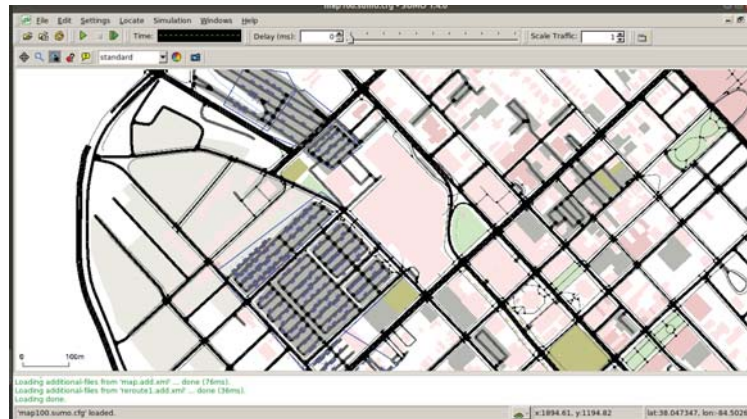 map100.sumo.cfg - SUMO 1.4.0
File Edit Settings Locate Simulation Windows Help
Time: Delay (ms): 0 Scale Traffic: 1
standard
0 100m
Loading additional-files from 'map.add.xml' ... done (76ms).
Loading additional-files from 'reroute1.add.xml' ... done (36ms).
Loading done.
'map100.sumo.cfg' loaded. x:1894.61, y:1194.82 lat:38.047347, lon:-84.5026